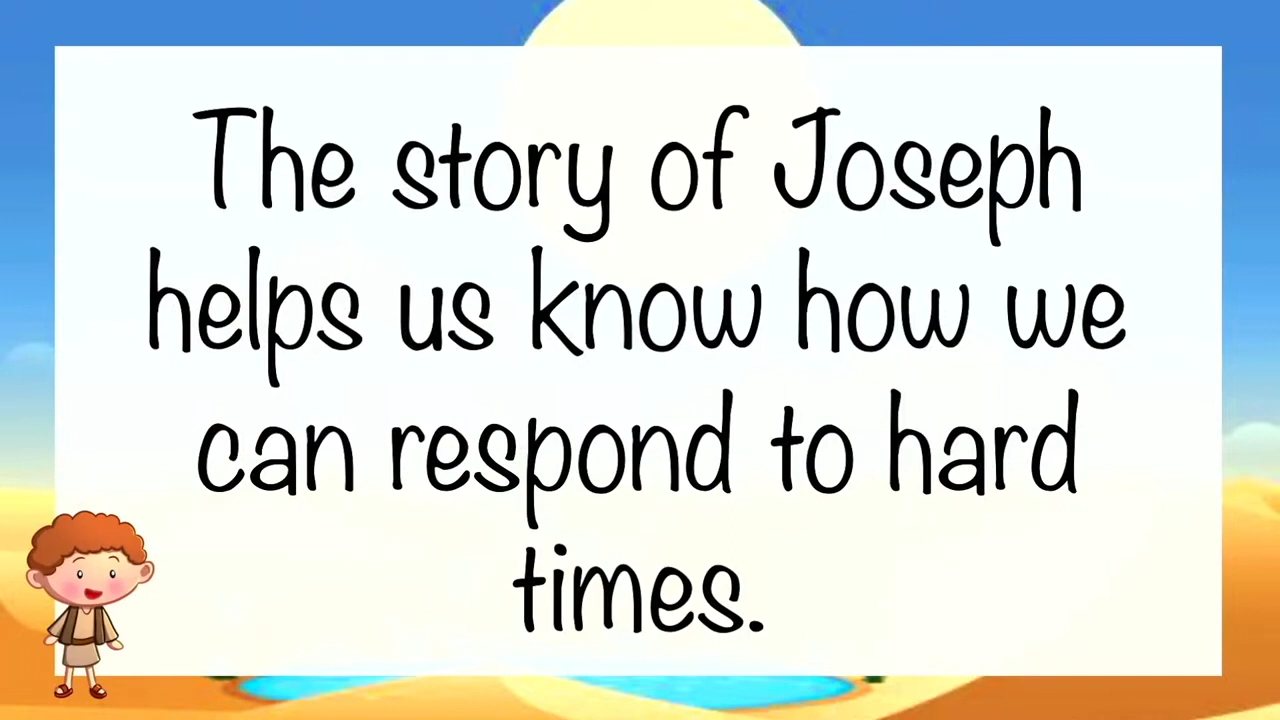 The story of Joseph
helps us know how we
can respond to hard
times.